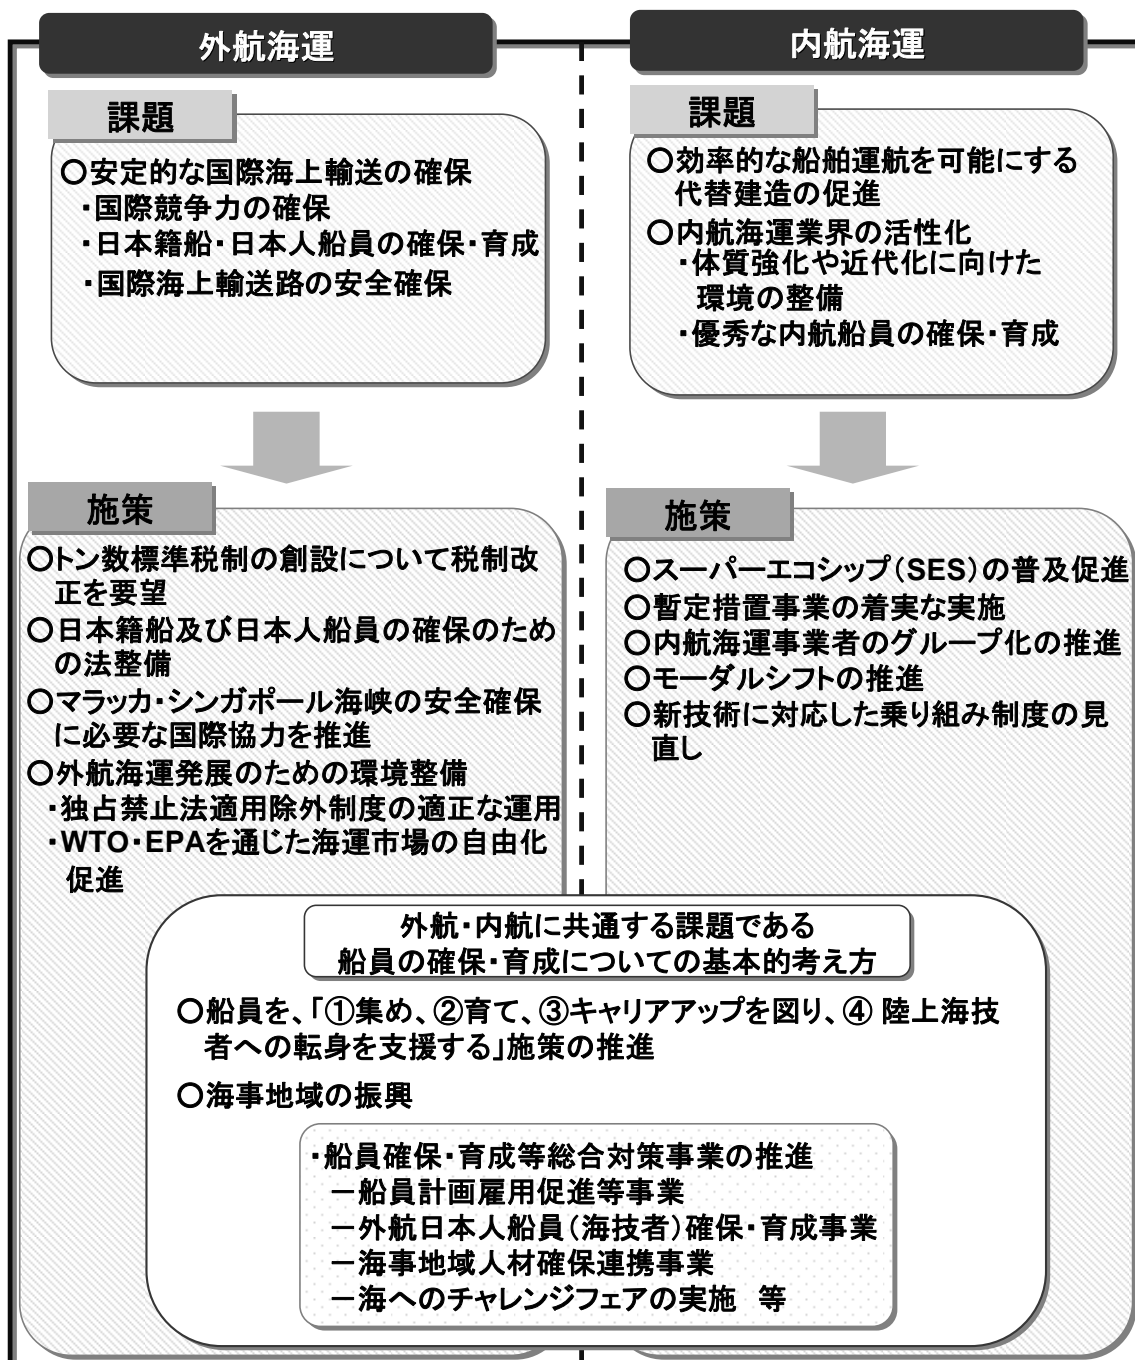 外航海運
課題
○安定的な国際海上輸送の確保
・国際競争力の確保
・日本籍船・日本人船員の確保・育成
・国際海上輸送路の安全確保
施策
○トン数標準税制の創設について税制改
正を要望
○日本籍船及び日本人船員の確保のため
の法整備
○マラッカ・シンガポール海峡の安全確保
に必要な国際協力を推進
○外航海運発展のための環境整備
・独占禁止法適用除外制度の適正な運用
・WTO・EPAを通じた海運市場の自由化
促進
内航海運
課題
○効率的な船舶運航を可能にする
代替建造の促進
○内航海運業界の活性化
・体質強化や近代化に向けた
環境の整備
・優秀な内航船員の確保・育成
施策
○スーパーエコシップ(SES)の普及促進
○暫定措置事業の着実な実施
○内航海運事業者のグループ化の推進
○モーダルシフトの推進
○新技術に対応した乗り組み制度の見
直し
外航・内航に共通する課題である
船員の確保・育成についての基本的考え方
○船員を、「①集め、②育て、③キャリアアップを図り、④ 陸上海技
者への転身を支援する」施策の推進
○海事地域の振興
・船員確保・育成等総合対策事業の推進
－船員計画雇用促進等事業
－外航日本人船員(海技者)確保・育成事業
－海事地域人材確保連携事業
－海へのチャレンジフェアの実施　等